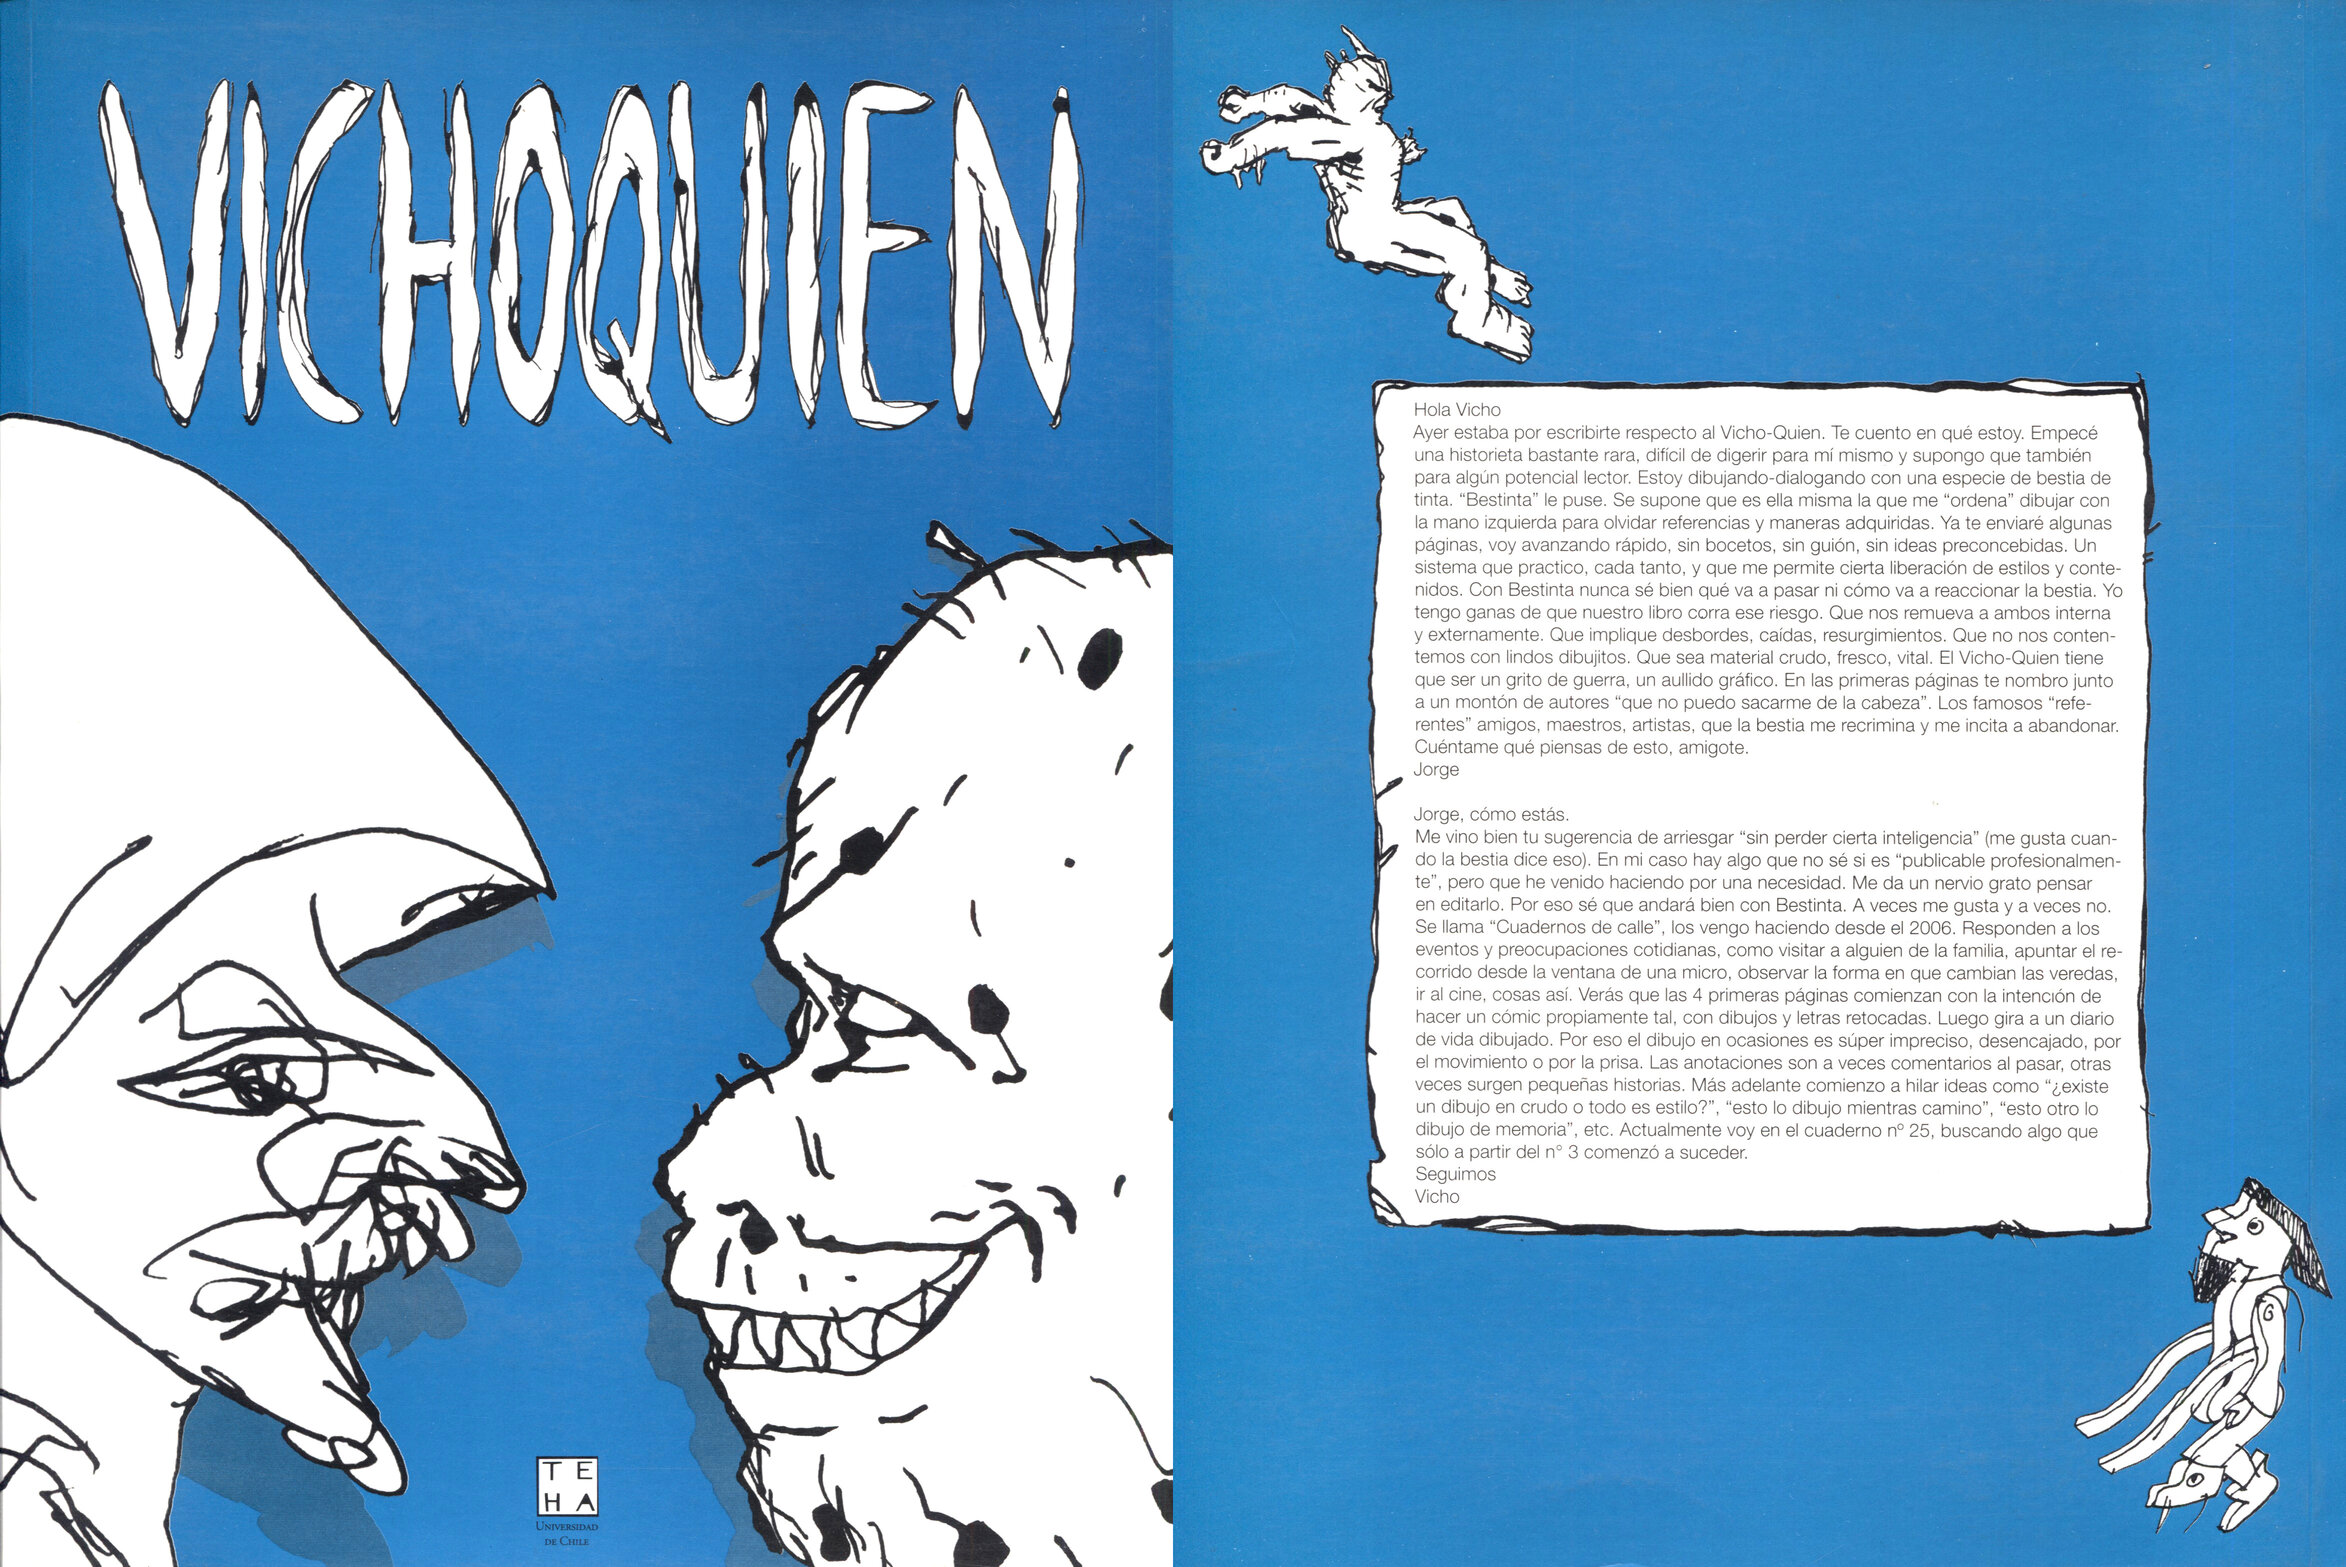 VICHOQUIEN
T E
H A
UNIVERSIDAD
DE CHILE
Hola Vicho
Ayer estaba por escribirte respecto al Vicho-Quien. Te cuento en qué estoy. Empecé
una historieta bastante rara, difícil de digerir para mí mismo y supongo que también
para algún potencial lector. Estoy dibujando-dialogando con una especie de bestia de
tinta. “Bestinta” le puse. Se supone que es ella misma la que me “ordena” dibujar con
la mano izquierda para olvidar referencias y maneras adquiridas. Ya te enviaré algunas
páginas, voy avanzando rápido, sin bocetos, sin guión, sin ideas preconcebidas. Un
sistema que practico, cada tanto, y que me permite cierta liberación de estilos y conte-
nidos. Con Bestinta nunca sé bien qué va a pasar ni cómo va a reaccionar la bestia. Yo
tengo ganas de que nuestro libro corra ese riesgo. Que nos remueva a ambos interna
y externamente. Que implique desbordes, caídas, resurgimientos. Que no nos conten-
temos con lindos dibujitos. Que sea material crudo, fresco, vital. El Vicho-Quien tiene
que ser un grito de guerra, un aullido gráfico. En las primeras páginas te nombro junto
a un montón de autores “que no puedo sacarme de la cabeza”. Los famosos “refe-
rentes” amigos, maestros, artistas, que la bestia me recrimina y me incita a abandonar.
Cuéntame qué piensas de esto, amigote.
Jorge
Jorge, cómo estás.
Me vino bien tu sugerencia de arriesgar “sin perder cierta inteligencia” (me gusta cuan-
do la bestia dice eso). En mi caso hay algo que no sé si es “publicable profesionalmen-
te”, pero que he venido haciendo por una necesidad. Me da un nervio grato pensar
en editarlo. Por eso sé que andará bien con Bestinta. A veces me gusta y a veces no.
Se llama “Cuadernos de calle”, los vengo haciendo desde el 2006. Responden a los
eventos y preocupaciones cotidianas, como visitar a alguien de la familia, apuntar el re-
corrido desde la ventana de una micro, observar la forma en que cambian las veredas,
ir al cine, cosas así. Verás que las 4 primeras páginas comienzan con la intención de
hacer un cómic propiamente tal, con dibujos y letras retocadas. Luego gira a un diario
de vida dibujado. Por eso el dibujo en ocasiones es súper impreciso, desencajado, por
el movimiento o por la prisa. Las anotaciones son a veces comentarios al pasar, otras
veces surgen pequeñas historias. Más adelante comienzo a hilar ideas como “¿existe
un dibujo en crudo o todo es estilo?”, “esto lo dibujo mientras camino”, “esto otro lo
dibujo de memoria”, etc. Actualmente voy en el cuaderno nº 25, buscando algo que
sólo a partir del n° 3 comenzó a suceder.
Seguimos
Vicho